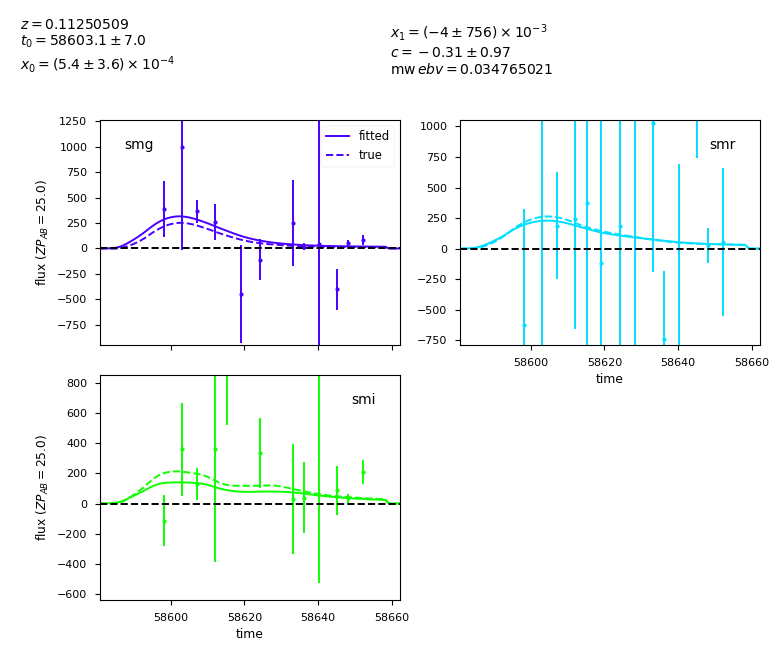 z = 0.11250509
t₀ = 58603.1 ± 7.0
x₀ = (5.4 ± 3.6) × 10⁻⁴
x₁ = (−4 ± 756) × 10⁻³
c = −0.31 ± 0.97
mw ebv = 0.034765021
smg
fitted
true
1250
1000
750
500
250
0
−250
−500
−750
flux (ZP_AB = 25.0)
smr
1000
750
500
250
0
−250
−500
−750
58600 58620 58640 58660
time
smi
800
600
400
200
0
−200
−400
−600
flux (ZP_AB = 25.0)
58600 58620 58640 58660
time